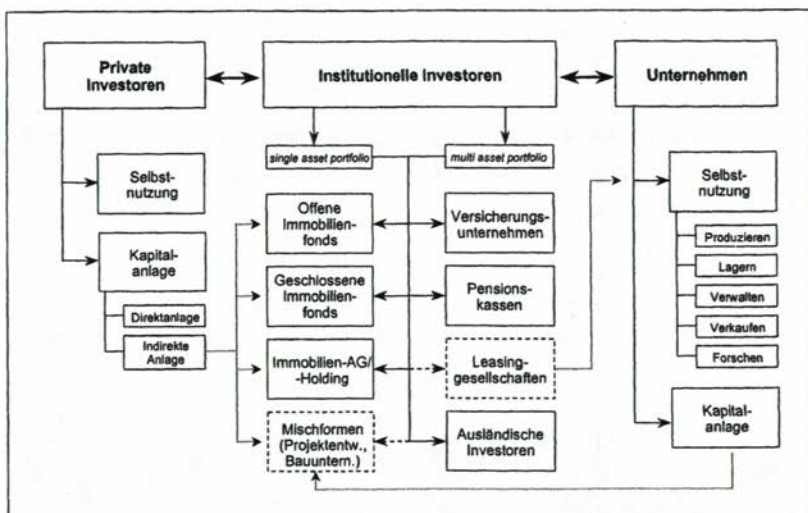 Private
Investoren
Institutionelle Investoren
Unternehmen
single asset portfolio
multi asset portfolio
Selbst-
nutzung
Kapital-
anlage
Direktanlage
Indirekte
Anlage
Offene
Immobilien-
fonds
Geschlossene
Immobilien-
fonds
Immobilien-AG/
-Holding
Mischformen
(Projektentw.,
Bauuntern.)
Versicherungs-
unternehmen
Pensions-
kassen
Leasing-
gesellschaften
Ausländische
Investoren
Selbst-
nutzung
Produzieren
Lagern
Verwalten
Verkaufen
Forschen
Kapital-
anlage